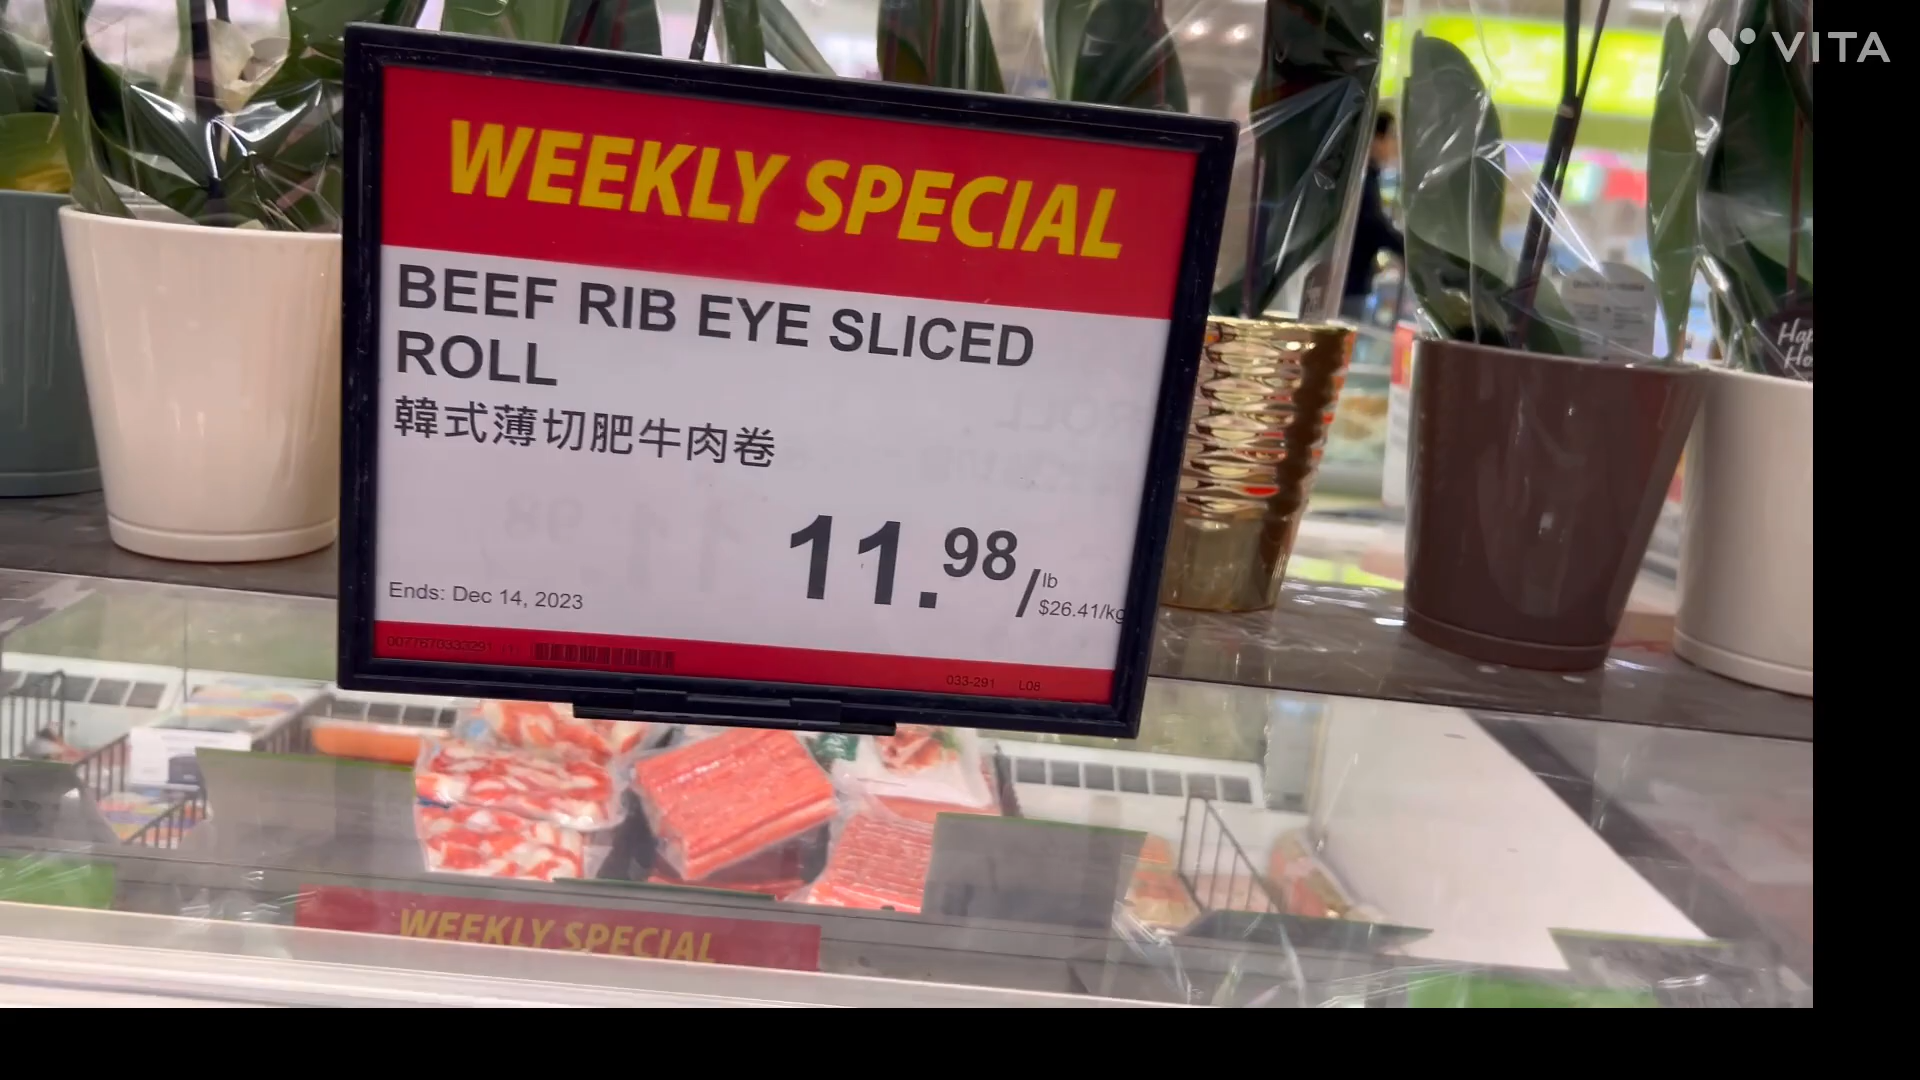 VITA
WEEKLY SPECIAL
BEEF RIB EYE SLICED
ROLL
韓式薄切肥牛肉卷
11.98/lb
$26.41/kg
Ends: Dec 14, 2023
033-291 L08
WEEKLY SPECIAL